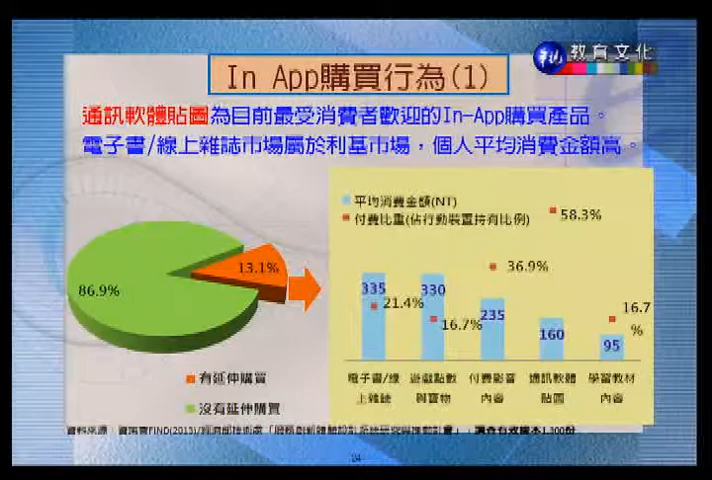 教育文化
In App購買行為(1)
通訊軟體貼圖為目前最受消費者歡迎的In-App購買產品。
電子書/線上雜誌市場屬於利基市場，個人平均消費金額高。
86.9%
13.1%
有延伸購買
沒有延伸購買
平均消費金額(NT)
付費比重(佔行動裝置持有比例)
58.3%
36.9%
335
21.4%
330
16.7%
235
160
16.7
%
95
電子書/線
上雜誌
遊戲點數
與寶物
付費影音
內容
通訊軟體
貼圖
學習教材
內容